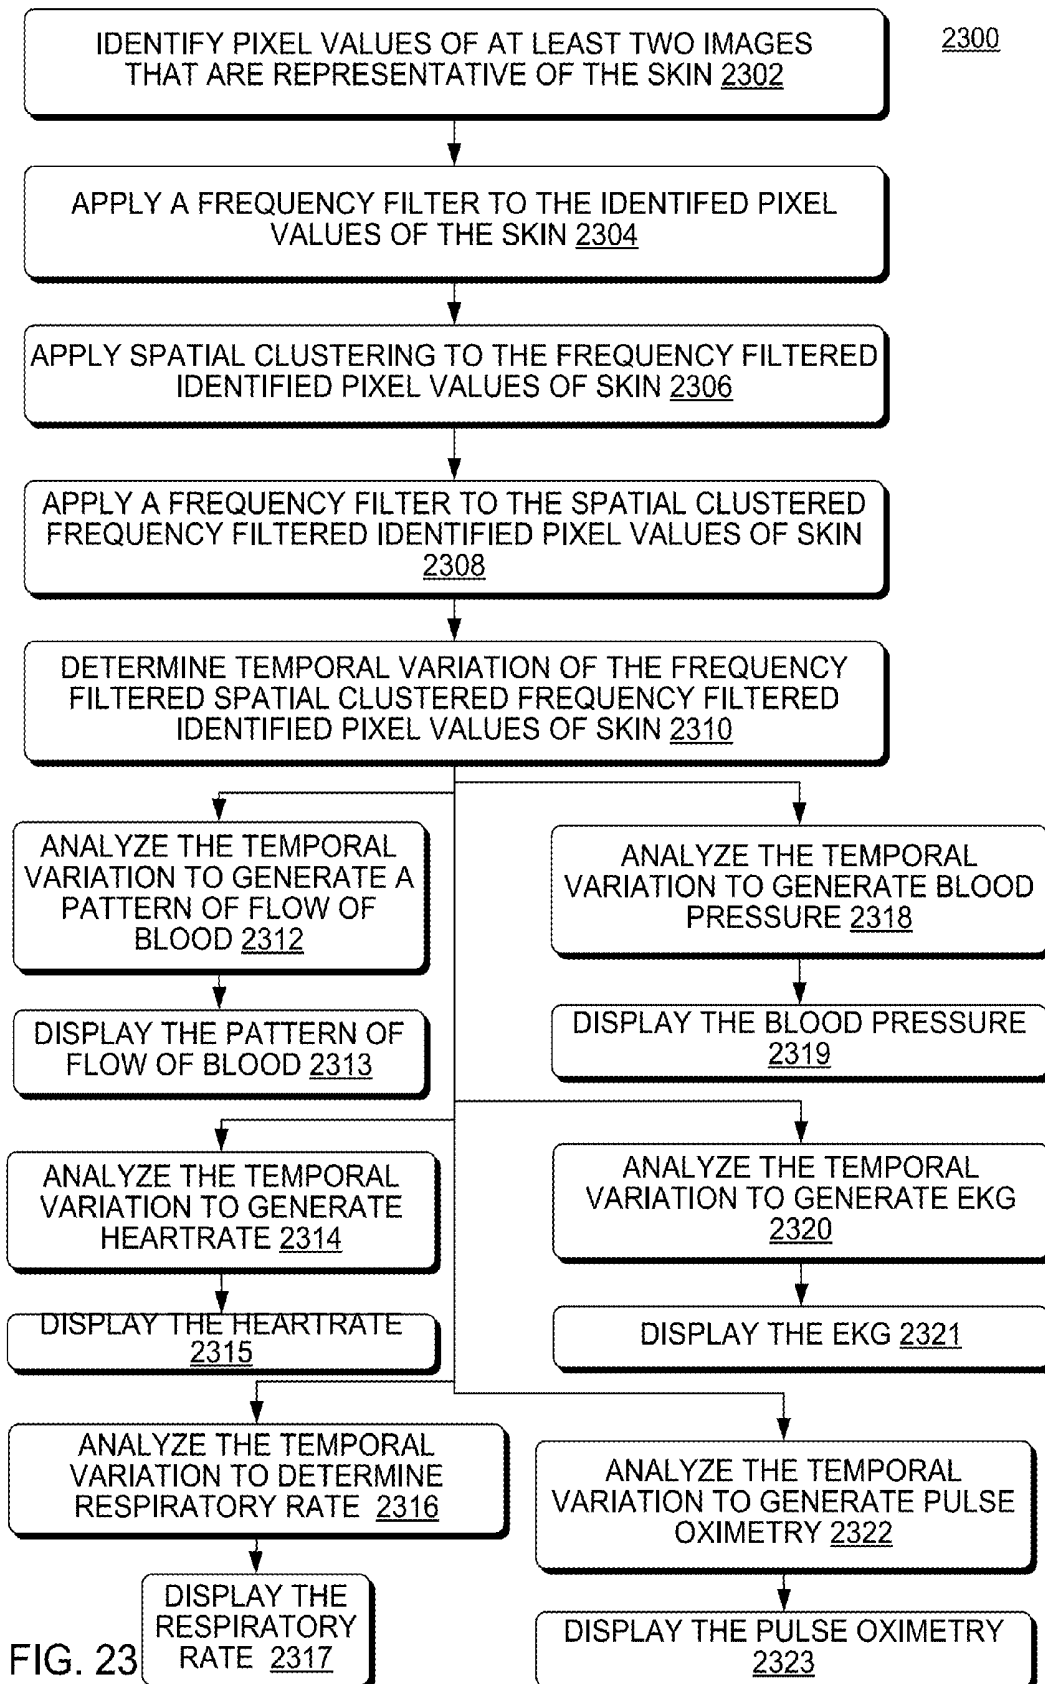 IDENTIFY PIXEL VALUES OF AT LEAST TWO IMAGES
THAT ARE REPRESENTATIVE OF THE SKIN 2302
2300
APPLY A FREQUENCY FILTER TO THE IDENTIFED PIXEL
VALUES OF THE SKIN 2304
APPLY SPATIAL CLUSTERING TO THE FREQUENCY FILTERED
IDENTIFIED PIXEL VALUES OF SKIN 2306
APPLY A FREQUENCY FILTER TO THE SPATIAL CLUSTERED
FREQUENCY FILTERED IDENTIFIED PIXEL VALUES OF SKIN
2308
DETERMINE TEMPORAL VARIATION OF THE FREQUENCY
FILTERED SPATIAL CLUSTERED FREQUENCY FILTERED
IDENTIFIED PIXEL VALUES OF SKIN 2310
ANALYZE THE TEMPORAL
VARIATION TO GENERATE A
PATTERN OF FLOW OF
BLOOD 2312
DISPLAY THE PATTERN OF
FLOW OF BLOOD 2313
ANALYZE THE TEMPORAL
VARIATION TO GENERATE BLOOD
PRESSURE 2318
DISPLAY THE BLOOD PRESSURE
2319
ANALYZE THE TEMPORAL
VARIATION TO GENERATE
HEARTRATE 2314
DISPLAY THE HEARTRATE
2315
ANALYZE THE TEMPORAL
VARIATION TO GENERATE EKG
2320
DISPLAY THE EKG 2321
ANALYZE THE TEMPORAL
VARIATION TO DETERMINE
RESPIRATORY RATE 2316
DISPLAY THE
RESPIRATORY
RATE 2317
ANALYZE THE TEMPORAL
VARIATION TO GENERATE PULSE
OXIMETRY 2322
DISPLAY THE PULSE OXIMETRY
2323
FIG. 23